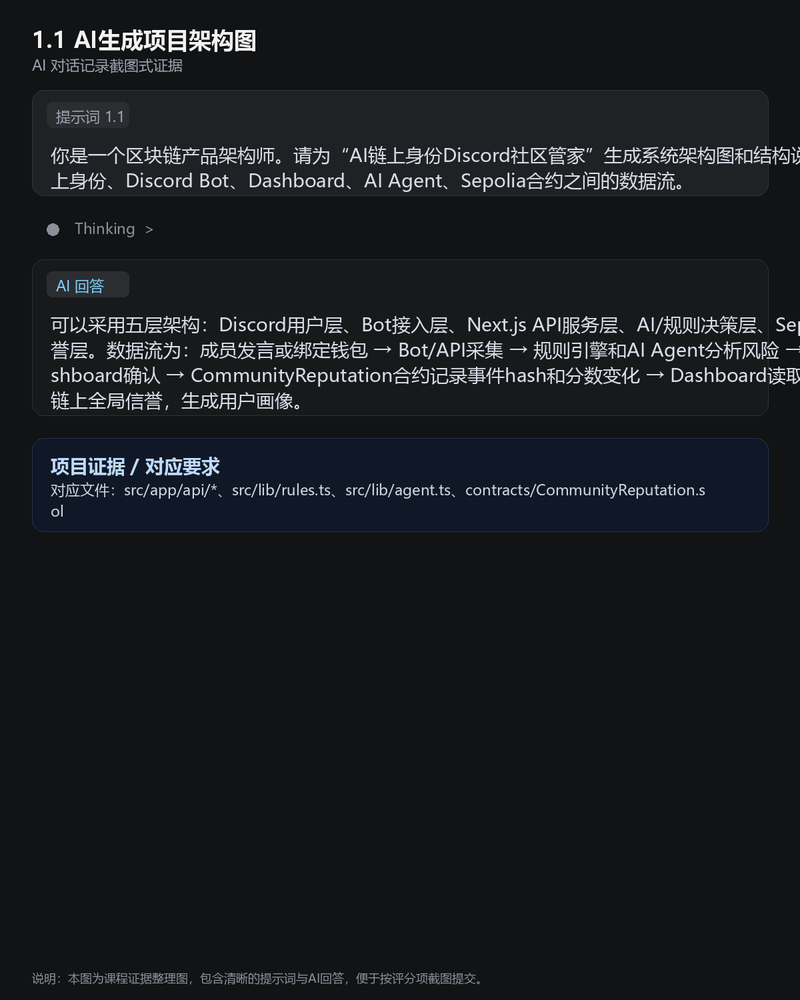 1.1 AI生成项目架构图
AI 对话记录截图式证据
提示词 1.1
你是一个区块链产品架构师。请为“AI链上身份Discord社区管家”生成系统架构图和结构
上身份、Discord Bot、Dashboard、AI Agent、Sepolia合约之间的数据流。
Thinking >
AI 回答
可以采用五层架构：Discord用户层、Bot接入层、Next.js API服务层、AI/规则决策层、Sep
誉层。数据流为：成员发言或绑定钱包 → Bot/API采集 → 规则引擎和AI Agent分析风险 →
shboard确认 → CommunityReputation合约记录事件hash和分数变化 → Dashboard读取
链上全局信誉，生成用户画像。
项目证据 / 对应要求
对应文件：src/app/api/*、src/lib/rules.ts、src/lib/agent.ts、contracts/CommunityReputation.s
ol
说明：本图为课程证据整理图，包含清晰的提示词与AI回答，便于按评分项截图提交。